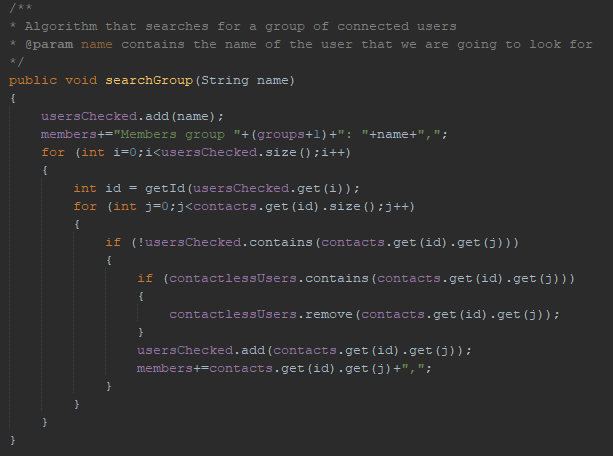 /**
* Algorithm that searches for a group of connected users
* @param name contains the name of the user that we are going to look for
*/
public void searchGroup(String name)
{
usersChecked.add(name);
members+="Members group "+(groups+1)+": "+name+",";
for (int i=0;i<usersChecked.size();i++)
{
int id = getId(usersChecked.get(i));
for (int j=0;j<contacts.get(id).size();j++)
{
if (!usersChecked.contains(contacts.get(id).get(j)))
{
if (contactlessUsers.contains(contacts.get(id).get(j)))
{
contactlessUsers.remove(contacts.get(id).get(j));
}
usersChecked.add(contacts.get(id).get(j));
members+=contacts.get(id).get(j)+",";
}
}
}
}